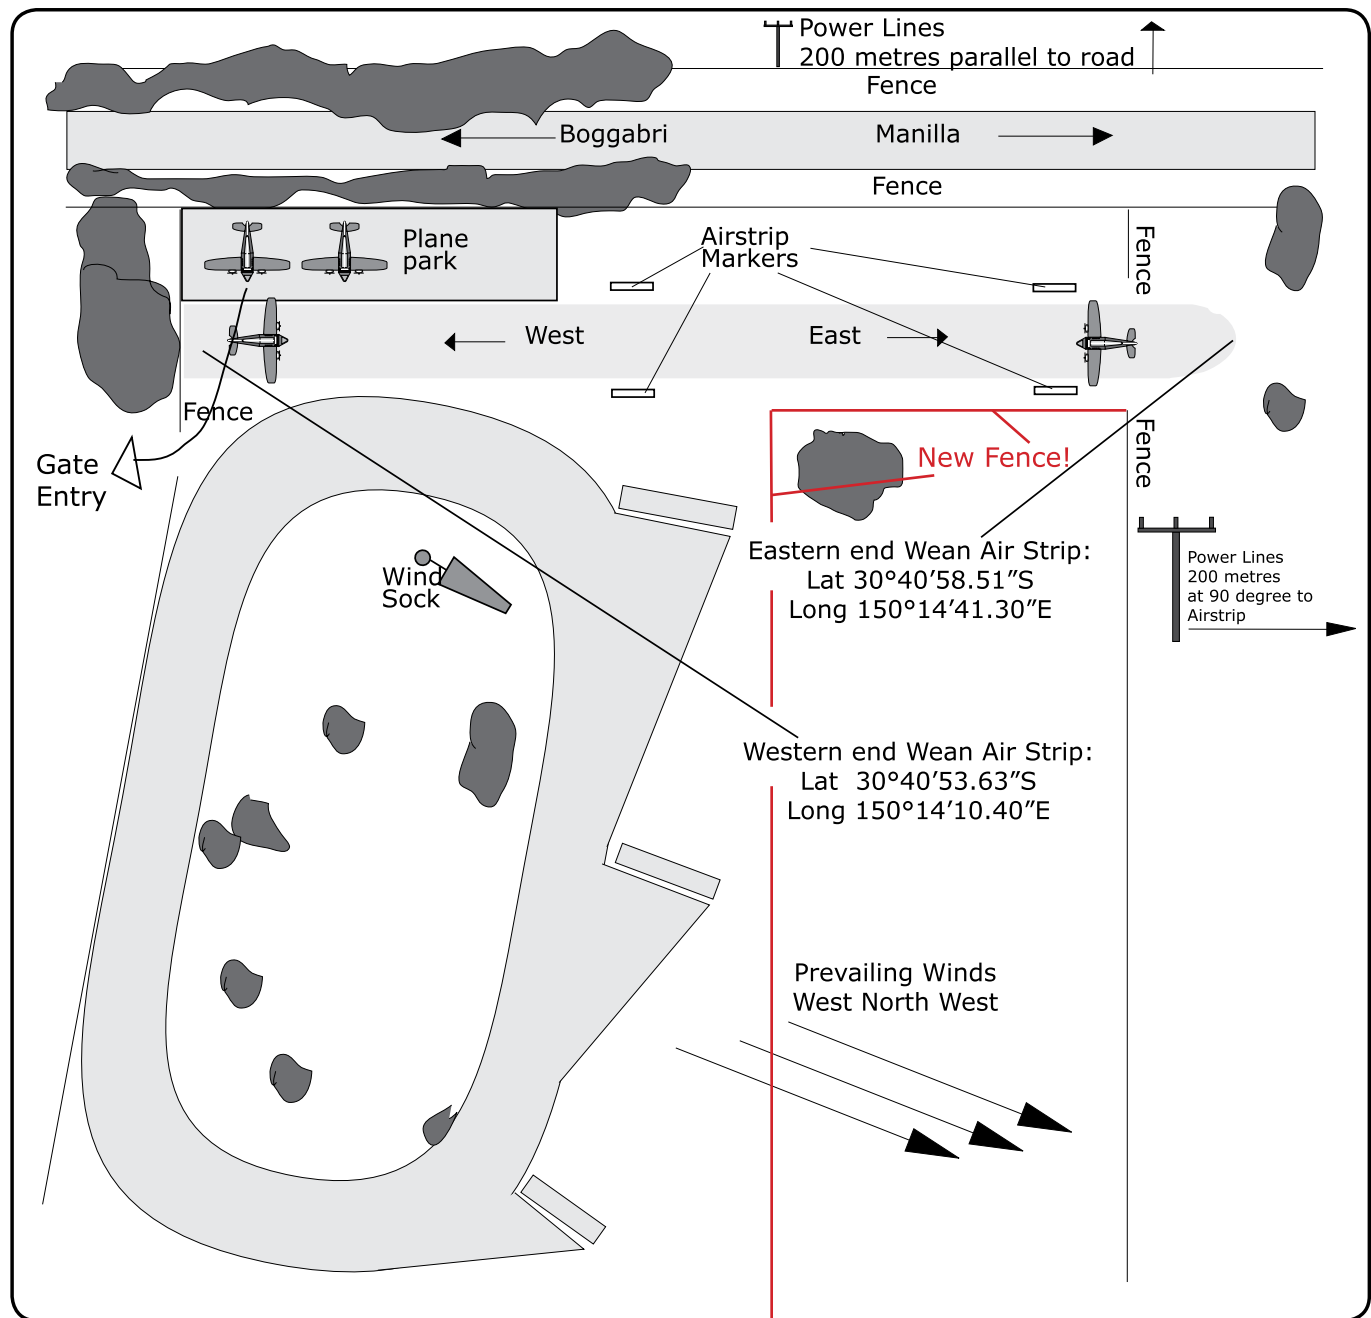 Power Lines
200 metres parallel to road
Fence
Boggabri
Manilla
Fence
Plane
park
Airstrip
Markers
Fence
West
East
Fence
Gate
Entry
New Fence!
Fence
Wind
Sock
Eastern end Wean Air Strip:
Lat 30°40’58.51”S
Long 150°14’41.30”E
Power Lines
200 metres
at 90 degree to
Airstrip
Western end Wean Air Strip:
Lat  30°40’53.63”S
Long 150°14’10.40”E
Prevailing Winds
West North West